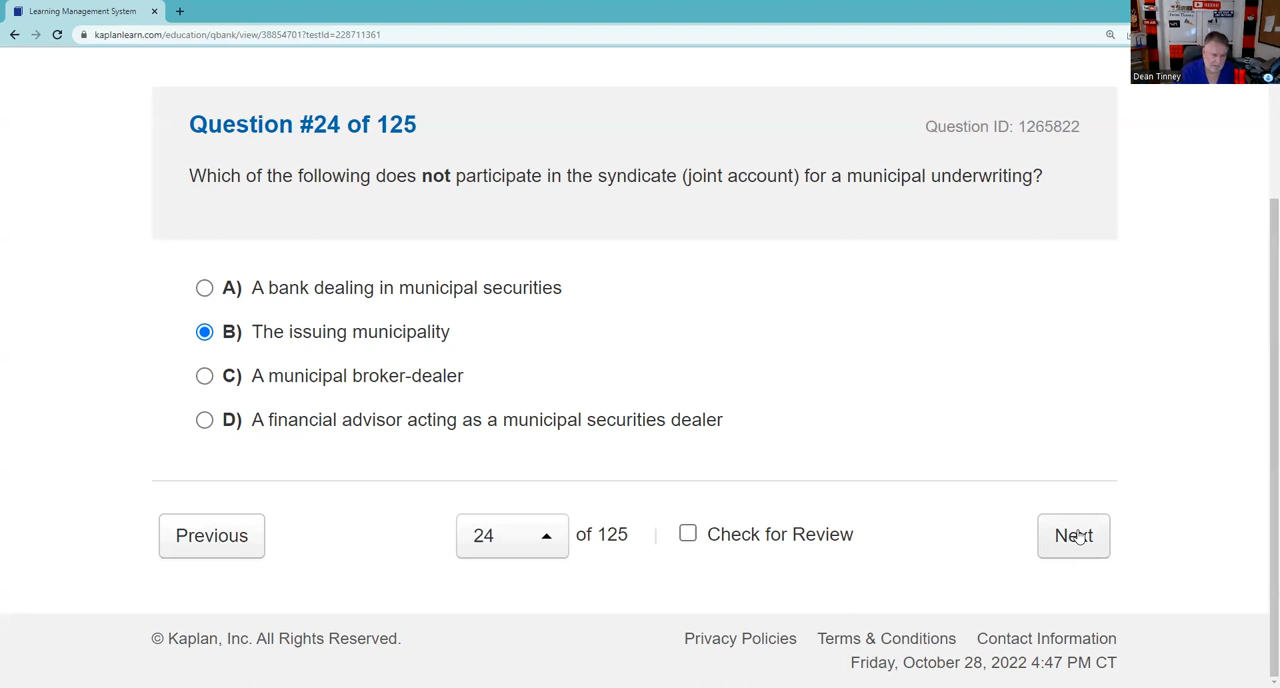 Learning Management System
kaplanlearn.com/education/qbank/view/38854701?testId=228711361
Dean Tinney
Question #24 of 125
Question ID: 1265822
Which of the following does not participate in the syndicate (joint account) for a municipal underwriting?
A) A bank dealing in municipal securities
B) The issuing municipality
C) A municipal broker-dealer
D) A financial advisor acting as a municipal securities dealer
Previous
24 of 125
Check for Review
Next
© Kaplan, Inc. All Rights Reserved.
Privacy Policies Terms & Conditions Contact Information
Friday, October 28, 2022 4:47 PM CT